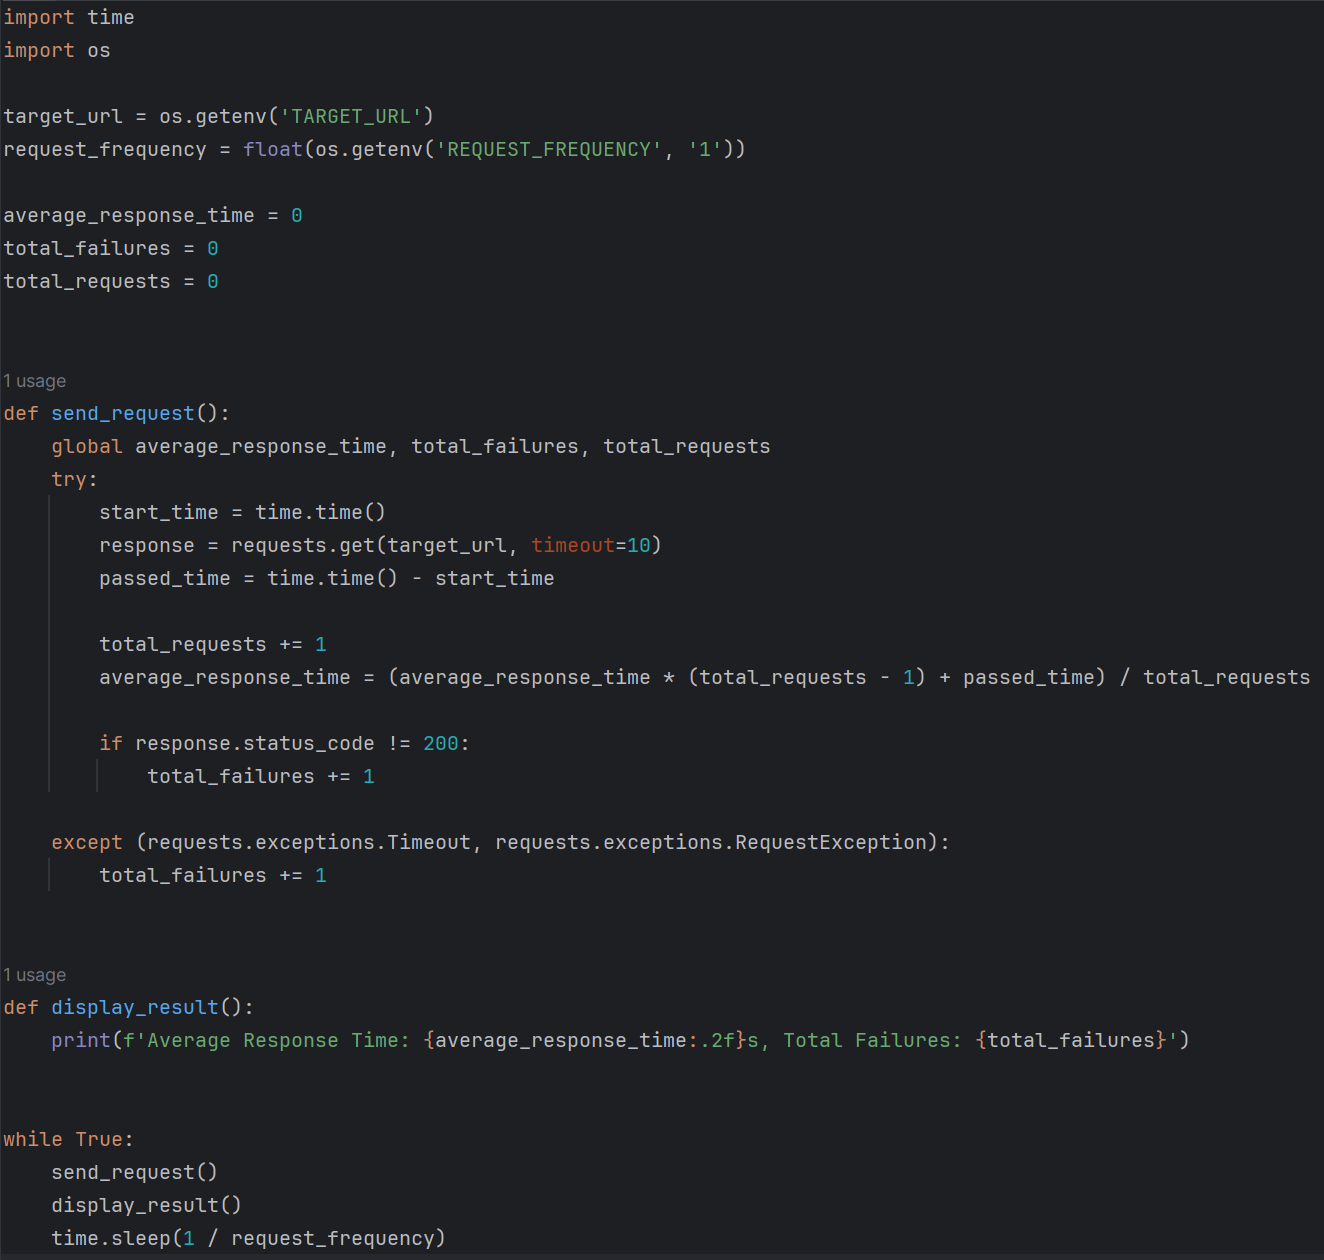 import time
import os
target_url = os.getenv('TARGET_URL')
request_frequency = float(os.getenv('REQUEST_FREQUENCY', '1'))
average_response_time = 0
total_failures = 0
total_requests = 0
1 usage
def send_request():
    global average_response_time, total_failures, total_requests
    try:
        start_time = time.time()
        response = requests.get(target_url, timeout=10)
        passed_time = time.time() - start_time
        total_requests += 1
        average_response_time = (average_response_time * (total_requests - 1) + passed_time) / total_requests
        if response.status_code != 200:
            total_failures += 1
    except (requests.exceptions.Timeout, requests.exceptions.RequestException):
        total_failures += 1
1 usage
def display_result():
    print(f'Average Response Time: {average_response_time:.2f}s, Total Failures: {total_failures}')
while True:
    send_request()
    display_result()
    time.sleep(1 / request_frequency)